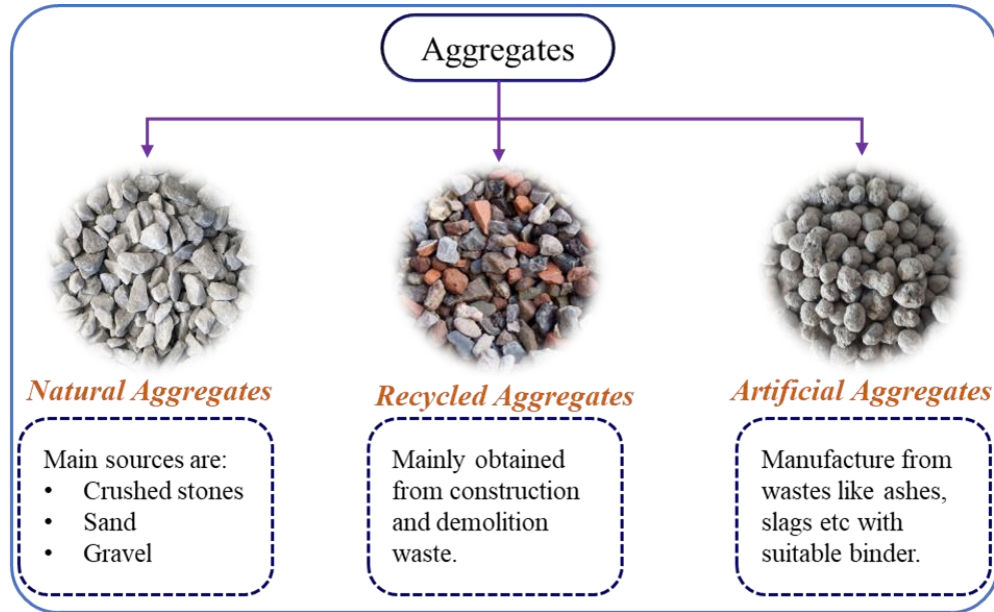 Aggregates
Natural Aggregates
Main sources are:
• Crushed stones
• Sand
• Gravel
Recycled Aggregates
Mainly obtained
from construction
and demolition
waste.
Artificial Aggregates
Manufacture from
wastes like ashes,
slags etc with
suitable binder.